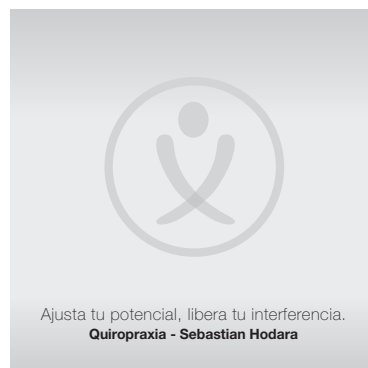 Ajusta tu potencial, libera tu interferencia.
Quiropraxia - Sebastian Hodara